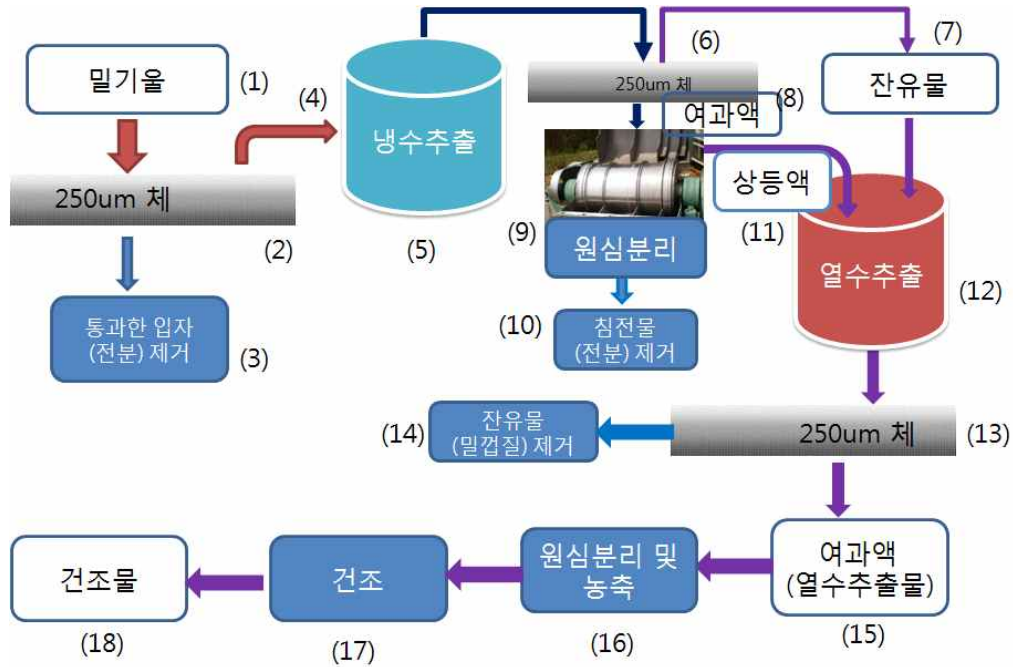 밀기울
(1)
250um 체
(2)
통과한 입자
(전분) 제거
(3)
(4)
냉수추출
(5)
(6)
250um 체
(7)
잔유물
(8)
여과액
(9)
원심분리
(10)
침전물
(전분) 제거
상등액
(11)
열수추출
(12)
250um 체
(13)
(14)
잔유물
(밀껍질) 제거
여과액
(열수추출물)
(15)
원심분리 및
농축
(16)
건조
(17)
건조물
(18)